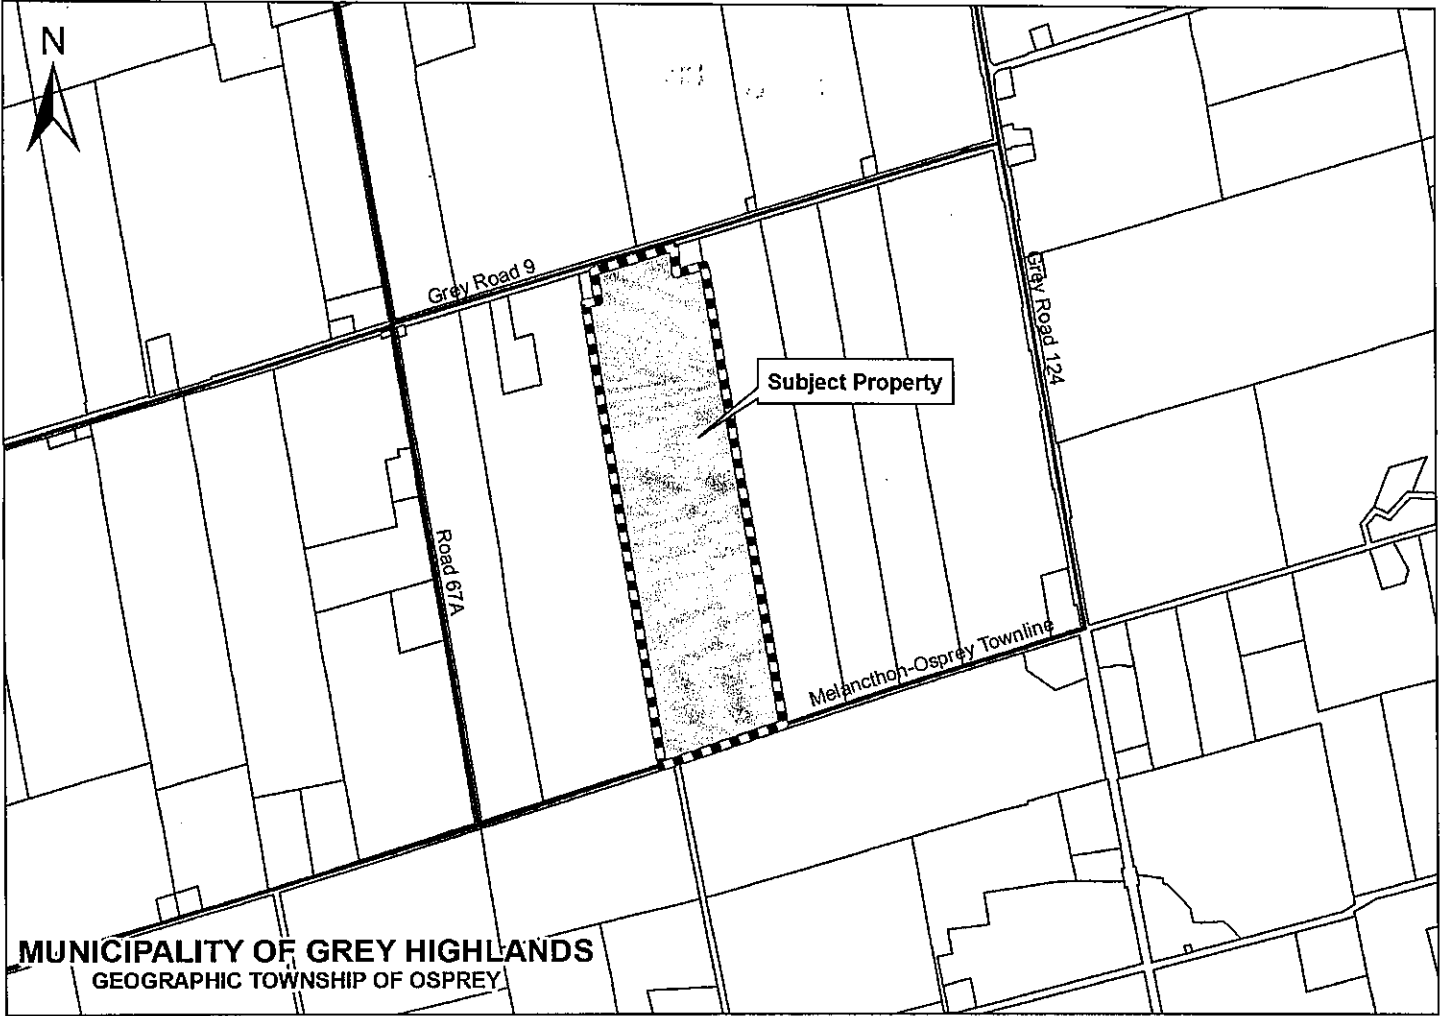 N
Grey Road 9
Grey Road 124
Subject Property
Road 67A
Melancthon-Osprey Townline
MUNICIPALITY OF GREY HIGHLANDS
GEOGRAPHIC TOWNSHIP OF OSPREY